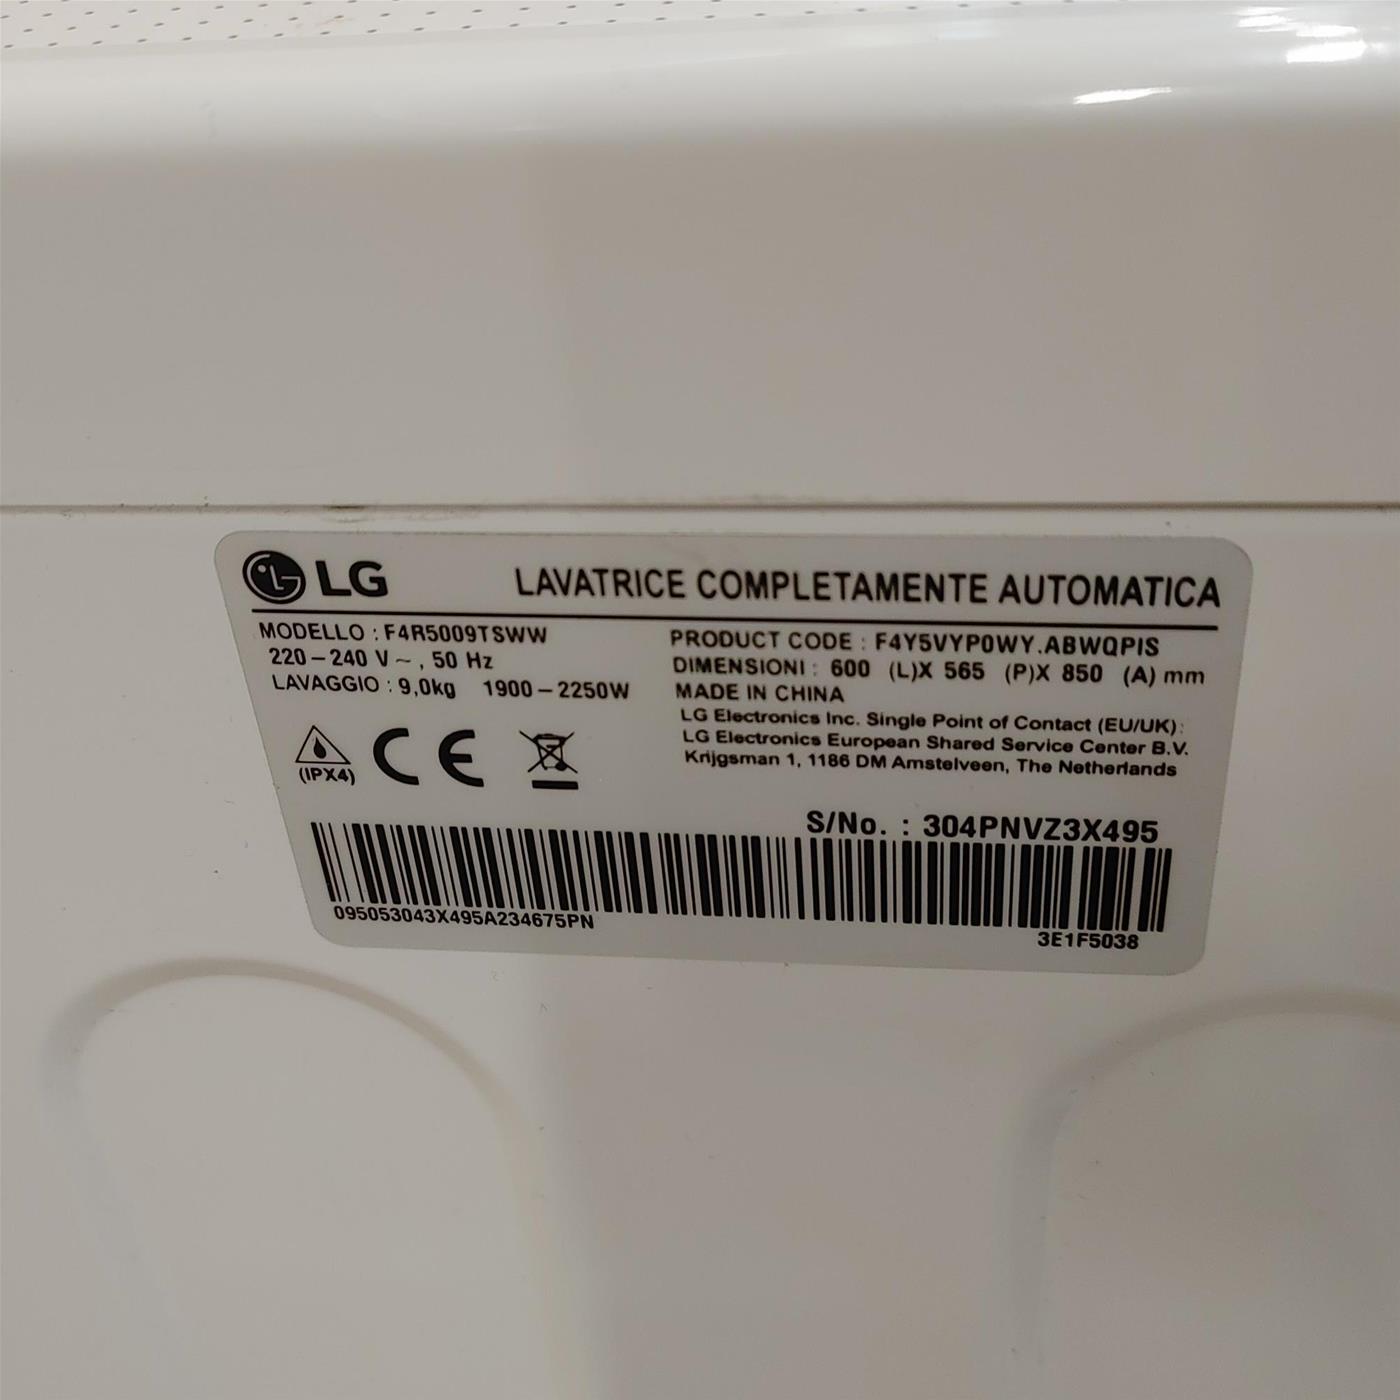 LG
LAVATRICE COMPLETAMENTE AUTOMATICA
MODELLO : F4R5009TSWW
220-240 V ~ , 50 Hz
LAVAGGIO : 9,0kg 1900-2250W
PRODUCT CODE : F4Y5VYP0WY.ABWQPIS
DIMENSIONI : 600 (L)X 565 (P)X 850 (A) mm
MADE IN CHINA
LG Electronics Inc. Single Point of Contact (EU/UK):
LG Electronics European Shared Service Center B.V.
Krijgsman 1, 1186 DM Amstelveen, The Netherlands
(IPX4)
CE
S/No. : 304PNVZ3X495
095053043X495A234675PN
3E1F5038